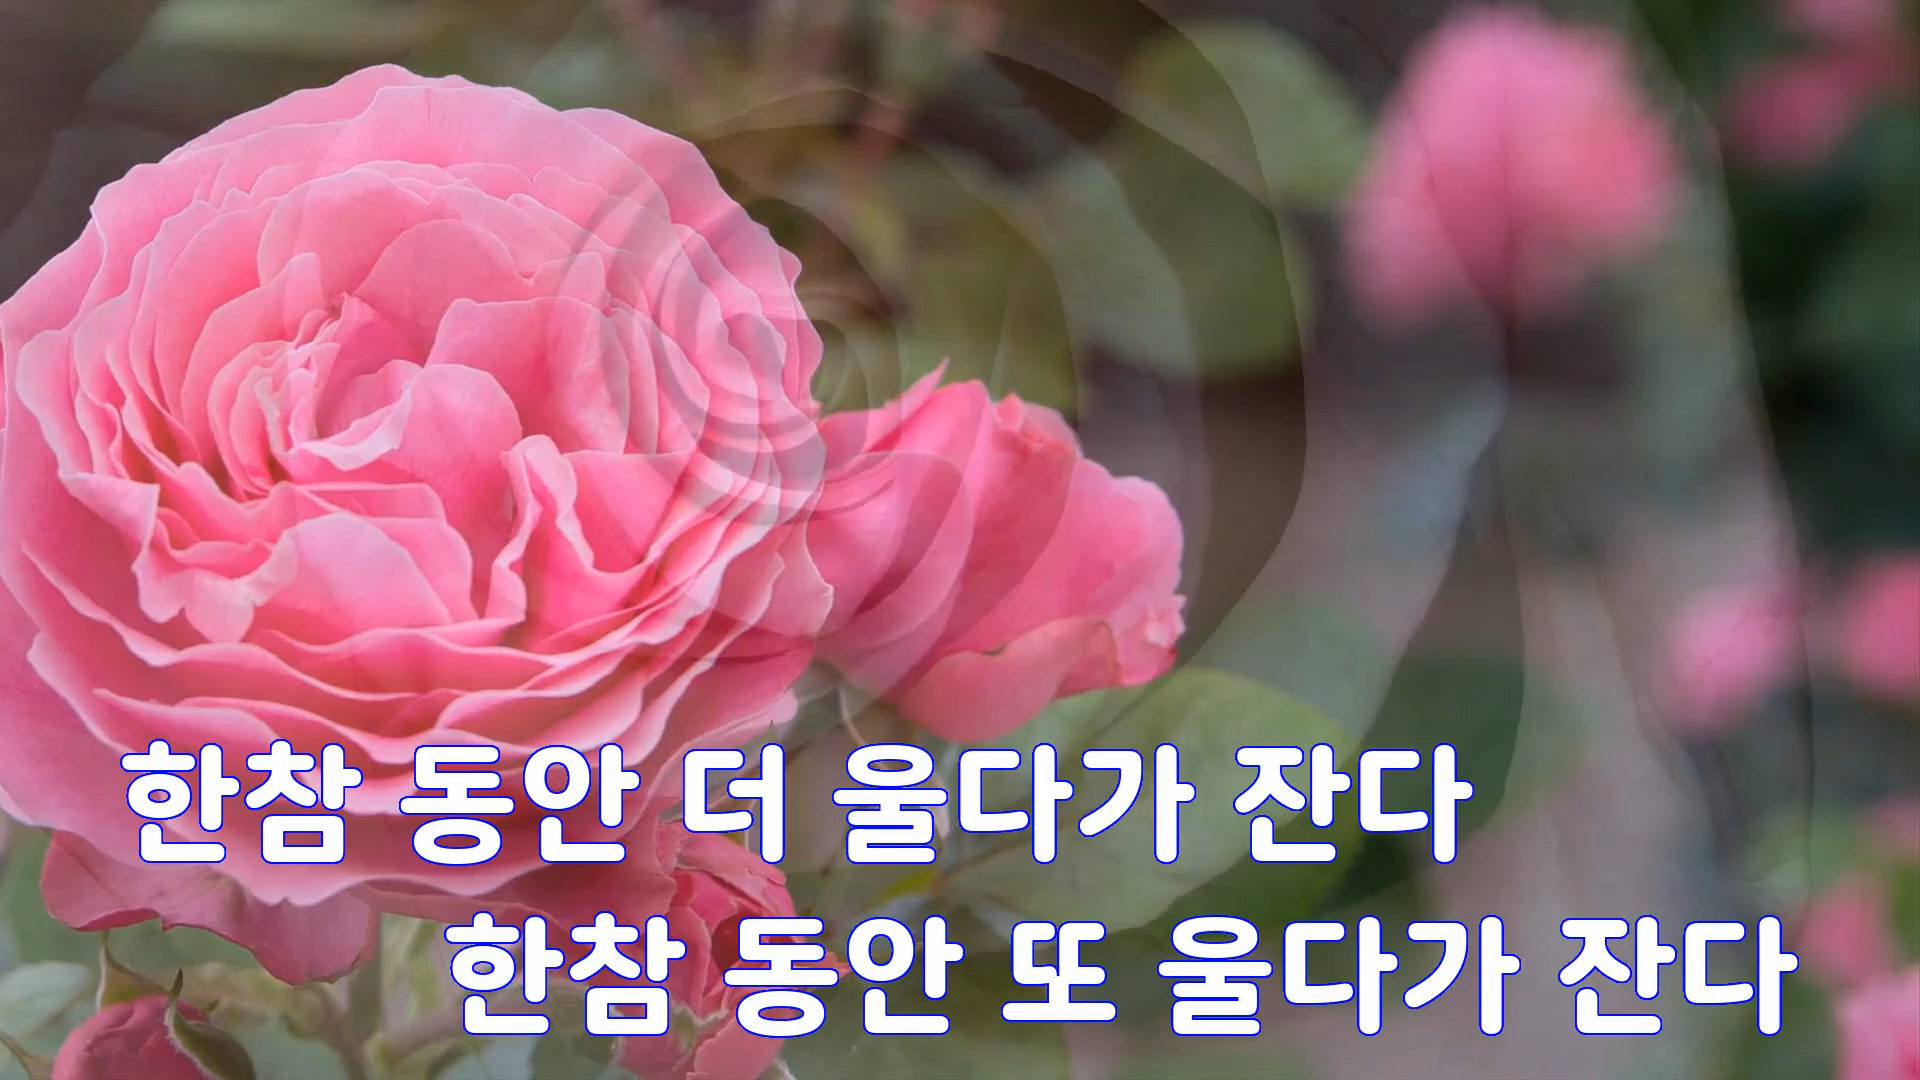 한참 동안 더 울다가 잔다
한참 동안 또 울다가 잔다